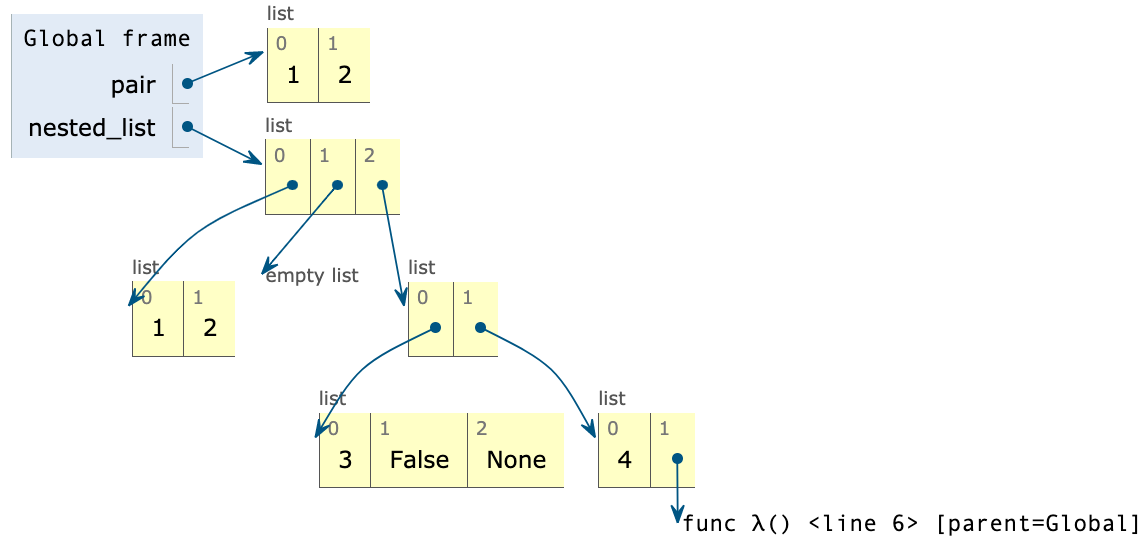 Global frame
pair
nested_list
list
0 1
1 2
list
0 1 2
list
0 1
1 2
empty list
list
0 1
list
0 1 2
3 False None
list
0 1
4
func λ() <line 6> [parent=Global]